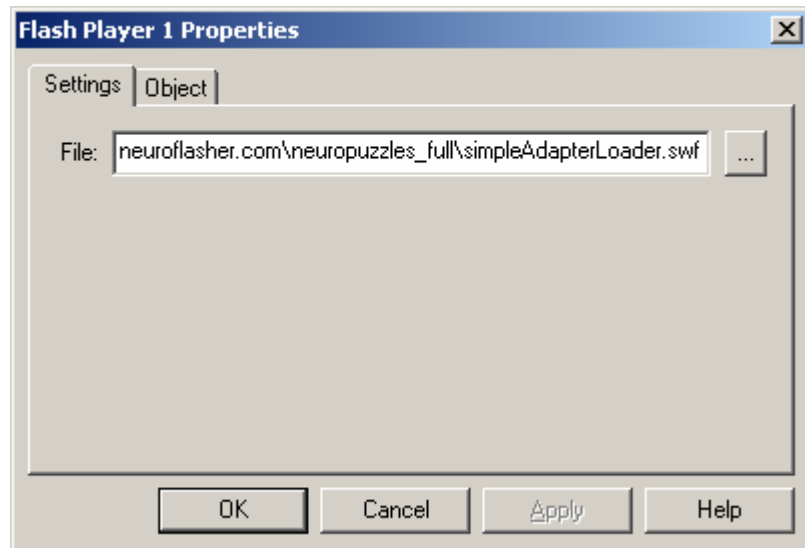 Flash Player 1 Properties
Settings Object
File: neuroflasher.com\neuropuzzles_full\simpleAdapterLoader.swf ...
OK Cancel Apply Help